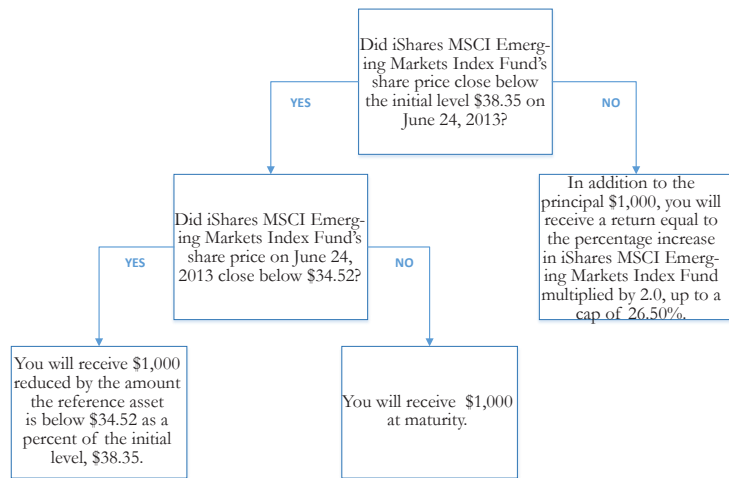 Did iShares MSCI Emerg-
ing Markets Index Fund's
share price close below
the initial level $38.35 on
June 24, 2013?
YES
NO
Did iShares MSCI Emerg-
ing Markets Index Fund's
share price on June 24,
2013 close below $34.52?
In addition to the
principal $1,000, you will
receive a return equal to
the percentage increase
in iShares MSCI Emerg-
ing Markets Index Fund
multiplied by 2.0, up to a
cap of 26.50%.
YES
NO
You will receive $1,000
reduced by the amount
the reference asset
is below $34.52 as a
percent of the initial
level, $38.35.
You will receive $1,000
at maturity.